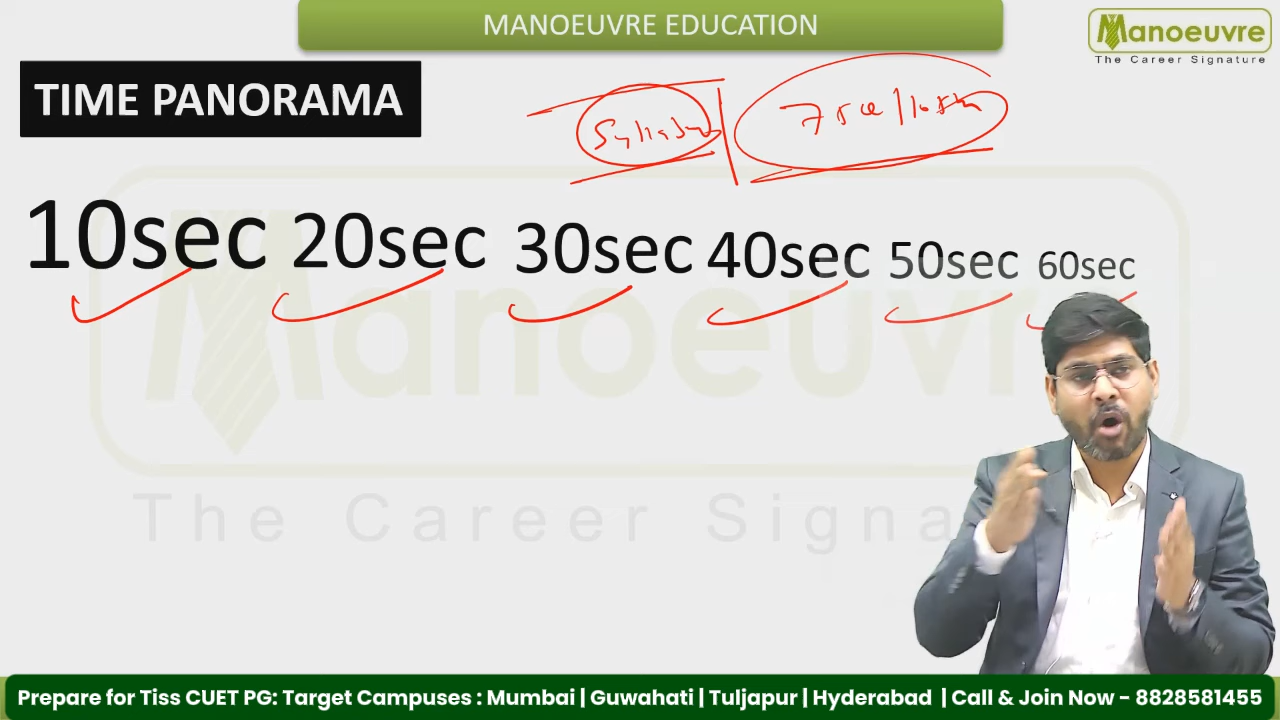 MANOEUVRE EDUCATION
Manoeuvre
The Career Signature
TIME PANORAMA
Syllabus
10sec 20sec 30sec 40sec 50sec 60sec
Manoeuvre
The Career Signa
Prepare for Tiss CUET PG: Target Campuses : Mumbai | Guwahati | Tuljapur | Hyderabad | Call & Join Now - 8828581455